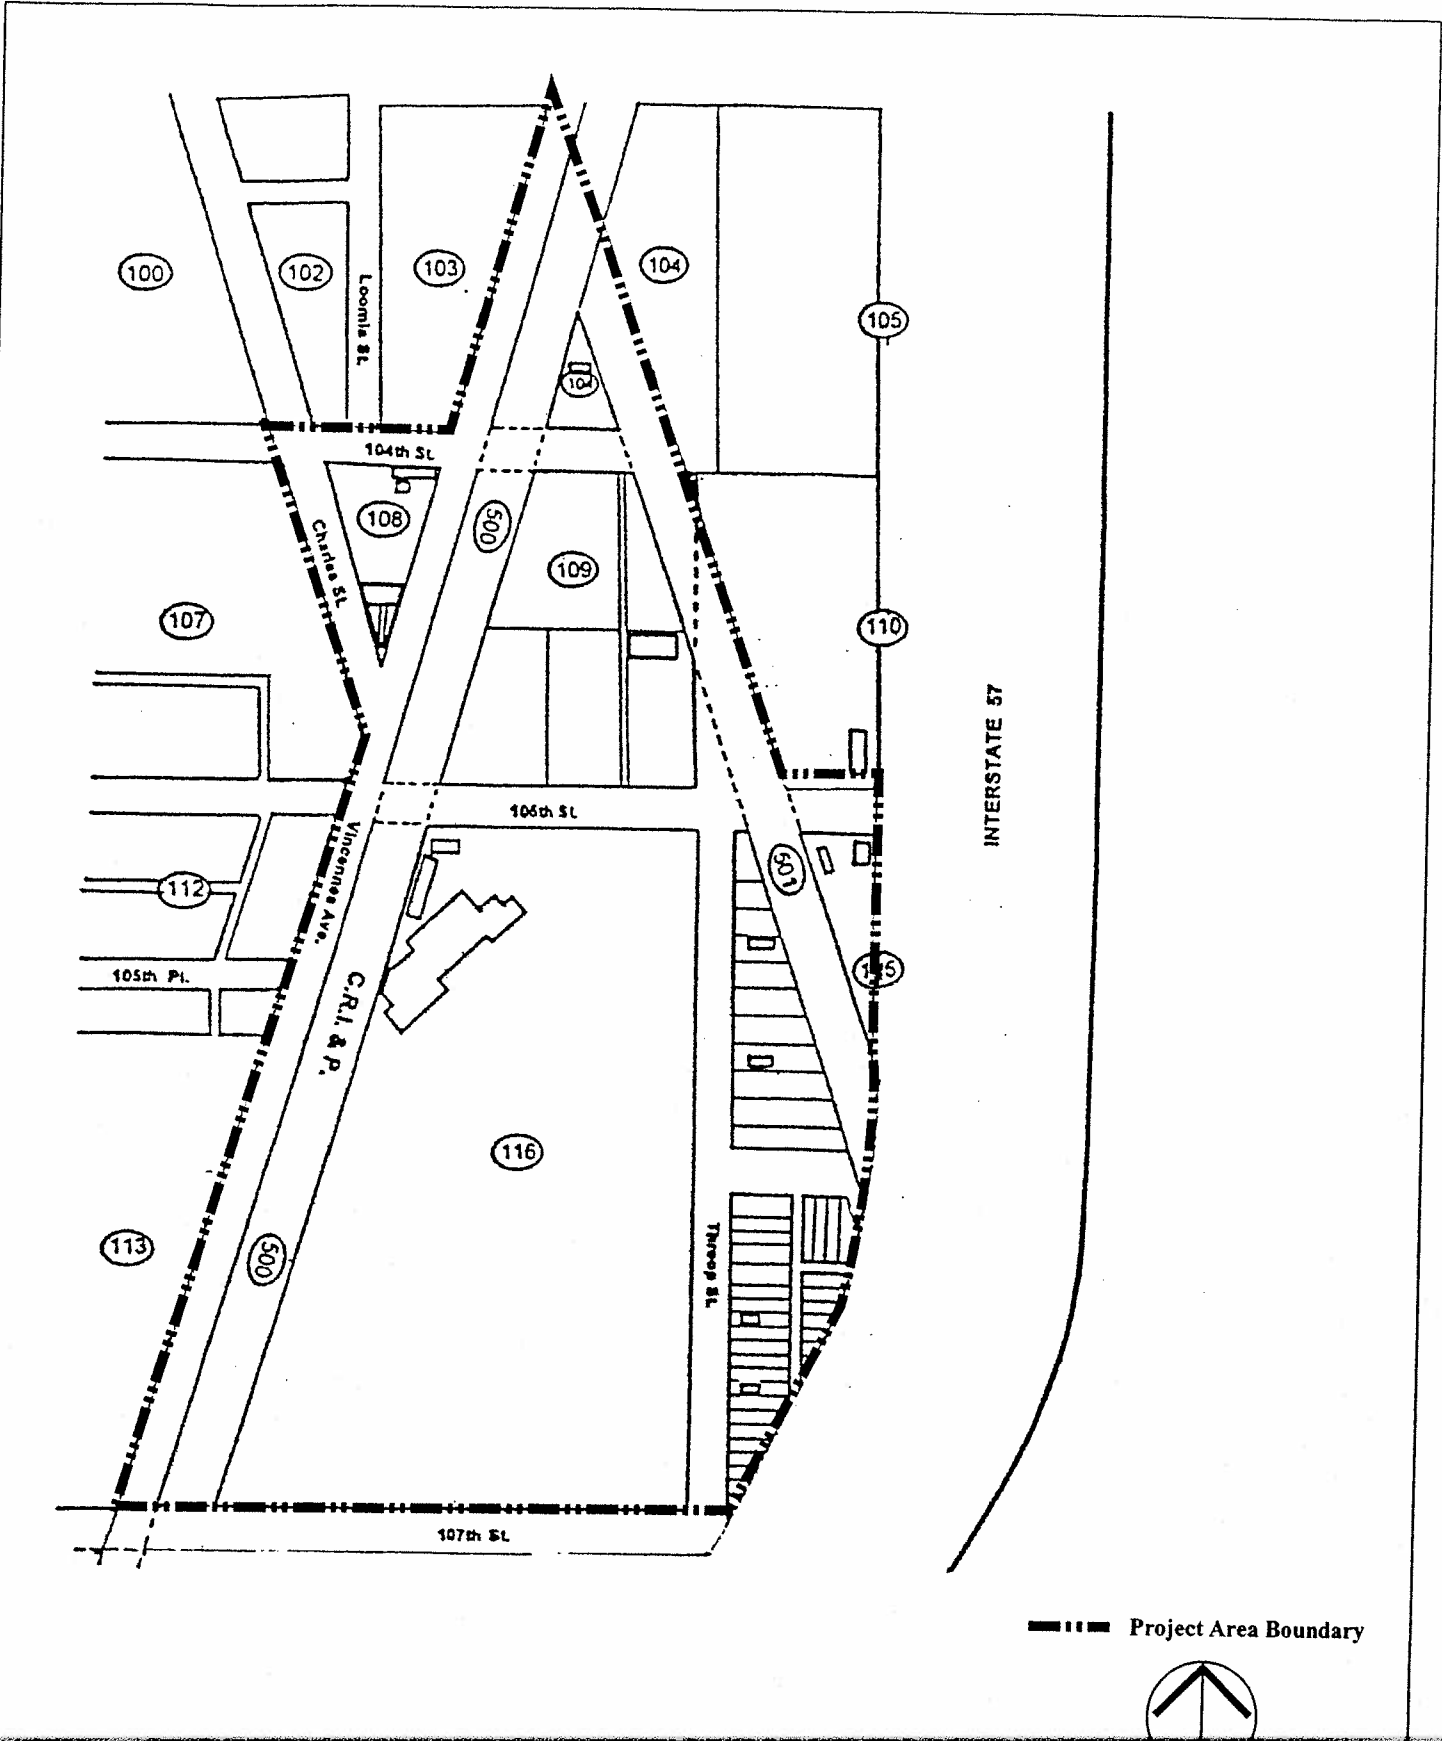 100
102
Loomis St.
103
104
105
104
104th St.
108
500
Charles St.
109
107
110
INTERSTATE 57
106th St.
Vincennes Ave.
501
112
105th Pl.
C.R.I. & P.
116
113
500
Throop St.
107th St.
Project Area Boundary